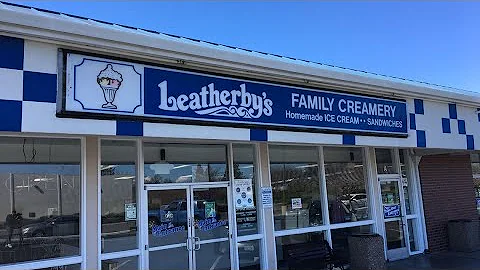 Leatherby's
FAMILY CREAMERY
Homemade ICE CREAM • • SANDWICHES